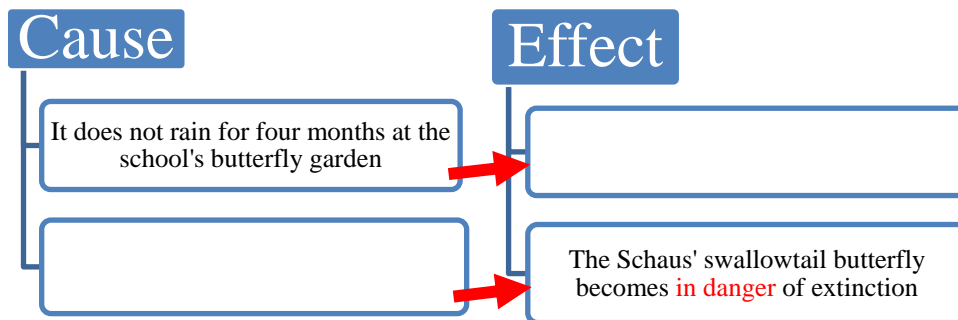 Cause
Effect
It does not rain for four months at the
school's butterfly garden
The Schaus' swallowtail butterfly
becomes in danger of extinction